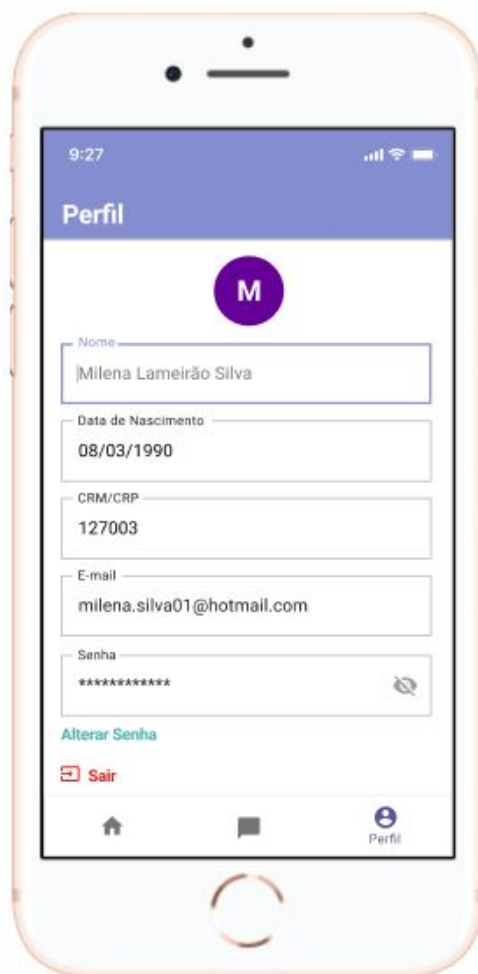 9:27
Perfil
M
Nome
Milena Lameirão Silva
Data de Nascimento
08/03/1990
CRM/CRP
127003
E-mail
milena.silva01@hotmail.com
Senha
************
Alterar Senha
Sair
Perfil